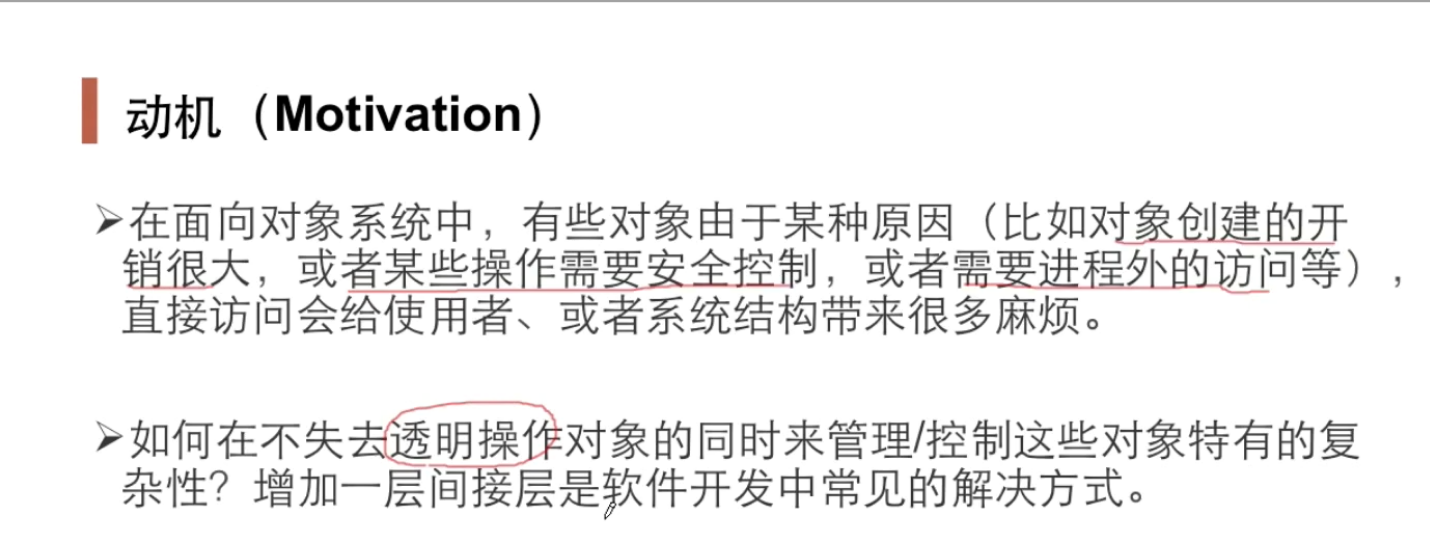 动机（Motivation）
➢在面向对象系统中，有些对象由于某种原因（比如对象创建的开
销很大，或者某些操作需要安全控制，或者需要进程外的访问等），
直接访问会给使用者、或者系统结构带来很多麻烦。
➢如何在不失去透明操作对象的同时来管理/控制这些对象特有的复
杂性？增加一层间接层是软件开发中常见的解决方式。